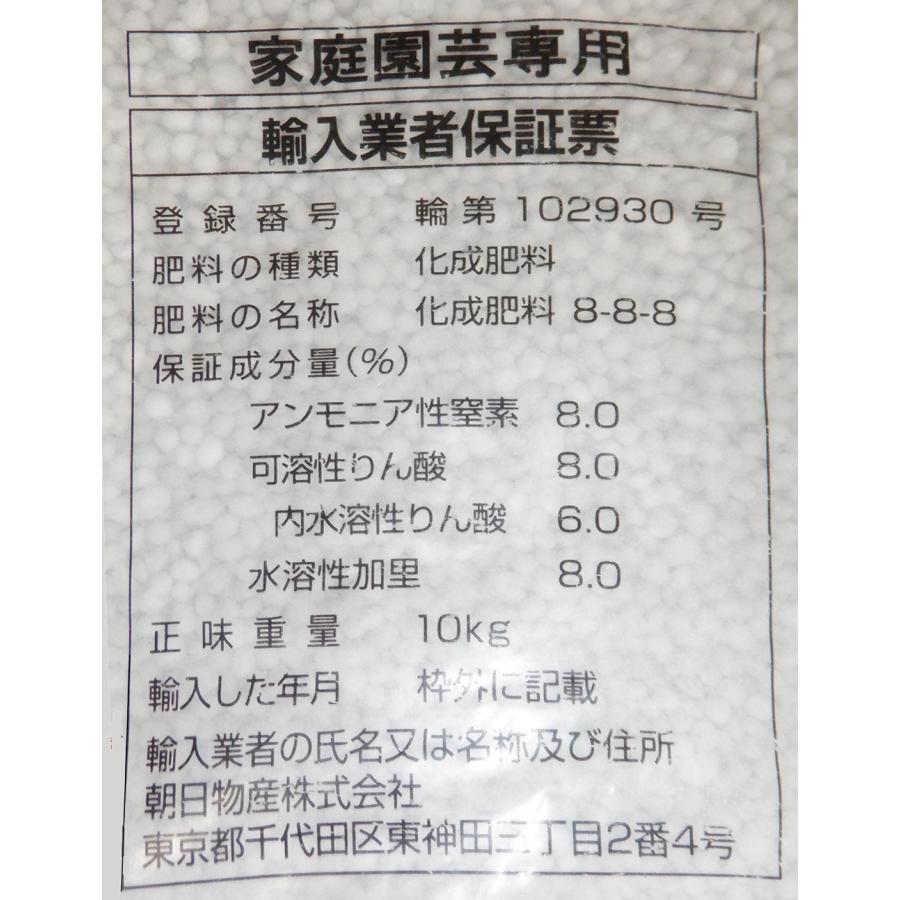 家庭園芸専用
輸入業者保証票
登録番号 輸第102930号
肥料の種類 化成肥料
肥料の名称 化成肥料 8-8-8
保証成分量(%)
アンモニア性窒素 8.0
可溶性りん酸 8.0
内水溶性りん酸 6.0
水溶性加里 8.0
正味重量 10kg
輸入した年月 枠外に記載
輸入業者の氏名又は名称及び住所
朝日物産株式会社
東京都千代田区東神田三丁目2番4号